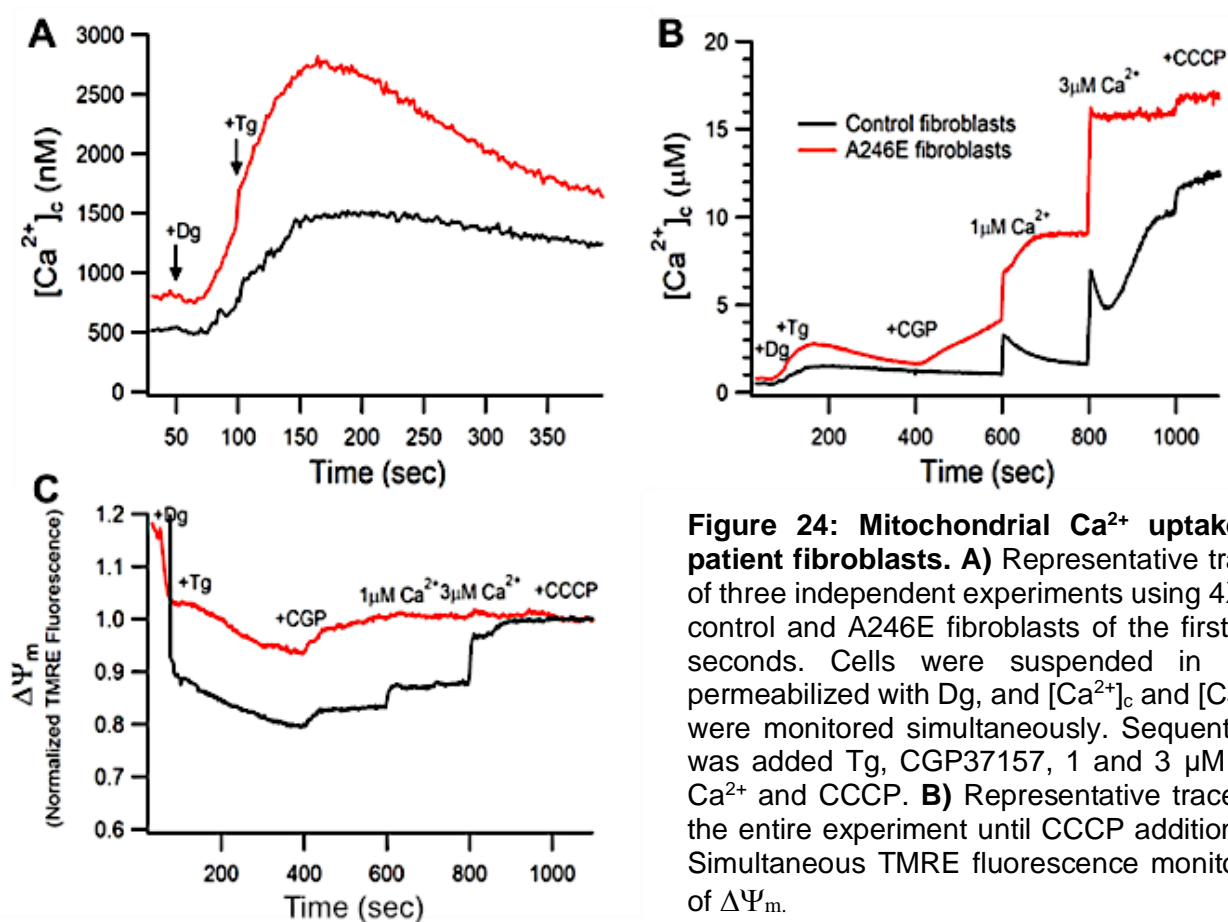 A
3000
2500
2000
1500
1000
500
0
[Ca²⁺]c (nM)
+Dg
+Tg
50 100 150 200 250 300 350
Time (sec)
B
20
15
10
5
0
[Ca²⁺]c (μM)
Control fibroblasts
A246E fibroblasts
+Dg
+Tg
+CGP
1μM Ca²⁺
3μM Ca²⁺
+CCCP
200 400 600 800 1000
Time (sec)
C
1.2
1.1
1.0
0.9
0.8
0.7
0.6
ΔΨm
(Normalized TMRE Fluorescence)
+Dg
+Tg
+CGP
1μM Ca²⁺ 3μM Ca²⁺
+CCCP
200 400 600 800 1000
Time (sec)
Figure 24: Mitochondrial Ca²⁺ uptake
patient fibroblasts. A) Representative tra
of three independent experiments using 4
control and A246E fibroblasts of the first
seconds. Cells were suspended in
permeabilized with Dg, and [Ca²⁺]c and [Ca
were monitored simultaneously. Sequent
was added Tg, CGP37157, 1 and 3 μM
Ca²⁺ and CCCP. B) Representative trace
the entire experiment until CCCP addition
Simultaneous TMRE fluorescence monito
of ΔΨm.